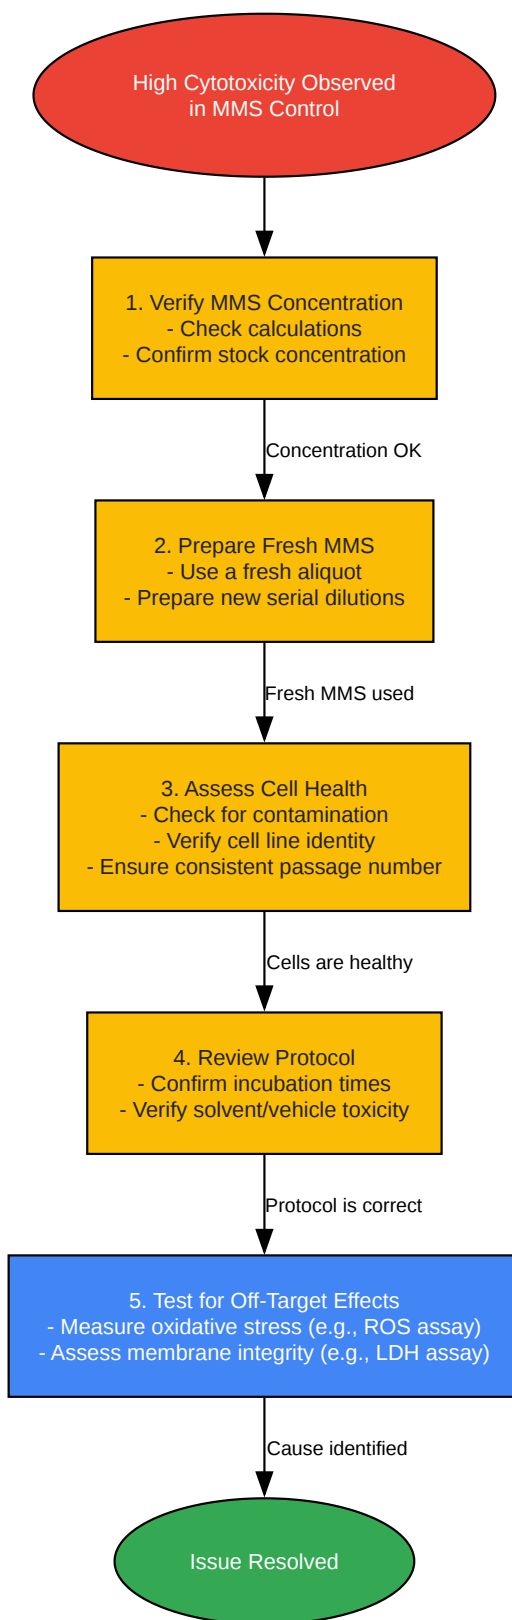 High Cytotoxicity Observed
in MMS Control
1. Verify MMS Concentration
- Check calculations
- Confirm stock concentration
Concentration OK
2. Prepare Fresh MMS
- Use a fresh aliquot
- Prepare new serial dilutions
Fresh MMS used
3. Assess Cell Health
- Check for contamination
- Verify cell line identity
- Ensure consistent passage number
Cells are healthy
4. Review Protocol
- Confirm incubation times
- Verify solvent/vehicle toxicity
Protocol is correct
5. Test for Off-Target Effects
- Measure oxidative stress (e.g., ROS assay)
- Assess membrane integrity (e.g., LDH assay)
Cause identified
Issue Resolved